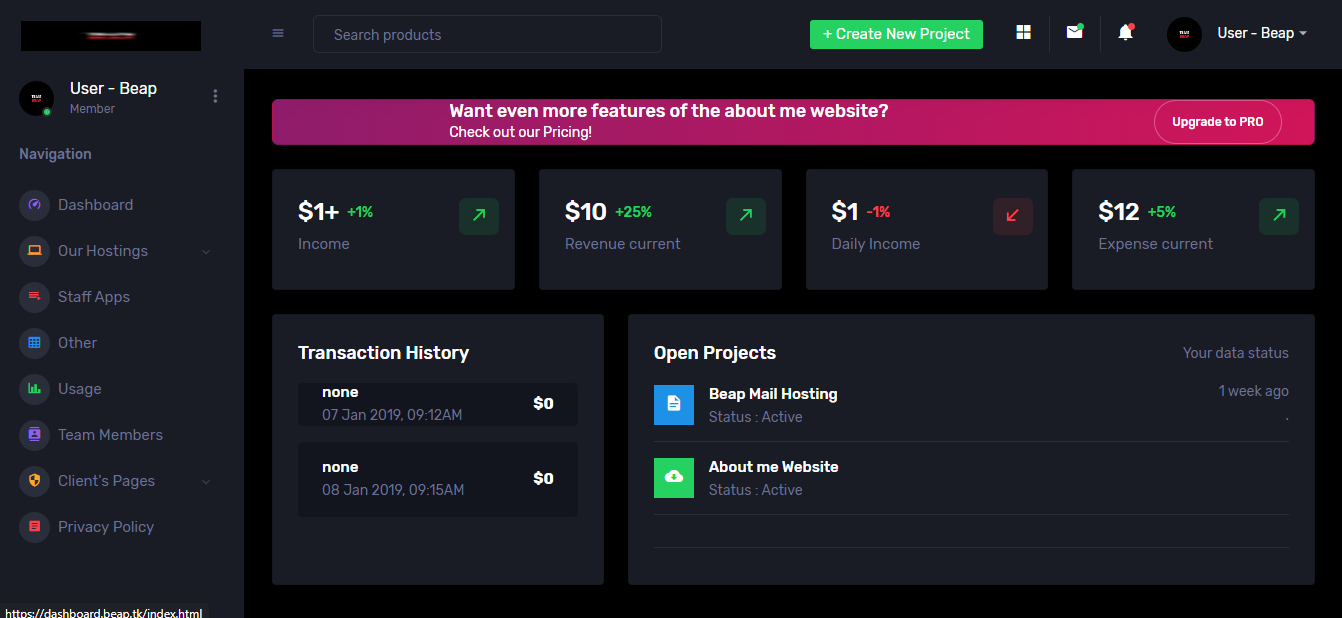 Search products
+ Create New Project
User - Beap
User - Beap
Member
Navigation
Dashboard
Our Hostings
Staff Apps
Other
Usage
Team Members
Client's Pages
Privacy Policy
Want even more features of the about me website?
Check out our Pricing!
Upgrade to PRO
$1+ +1%
Income
$10 +25%
Revenue current
$1 -1%
Daily Income
$12 +5%
Expense current
Transaction History
none
07 Jan 2019, 09:12AM
$0
none
08 Jan 2019, 09:15AM
$0
Open Projects
Your data status
Beap Mail Hosting
Status : Active
1 week ago
.
About me Website
Status : Active
https://dashboard.beap.tk/index.html